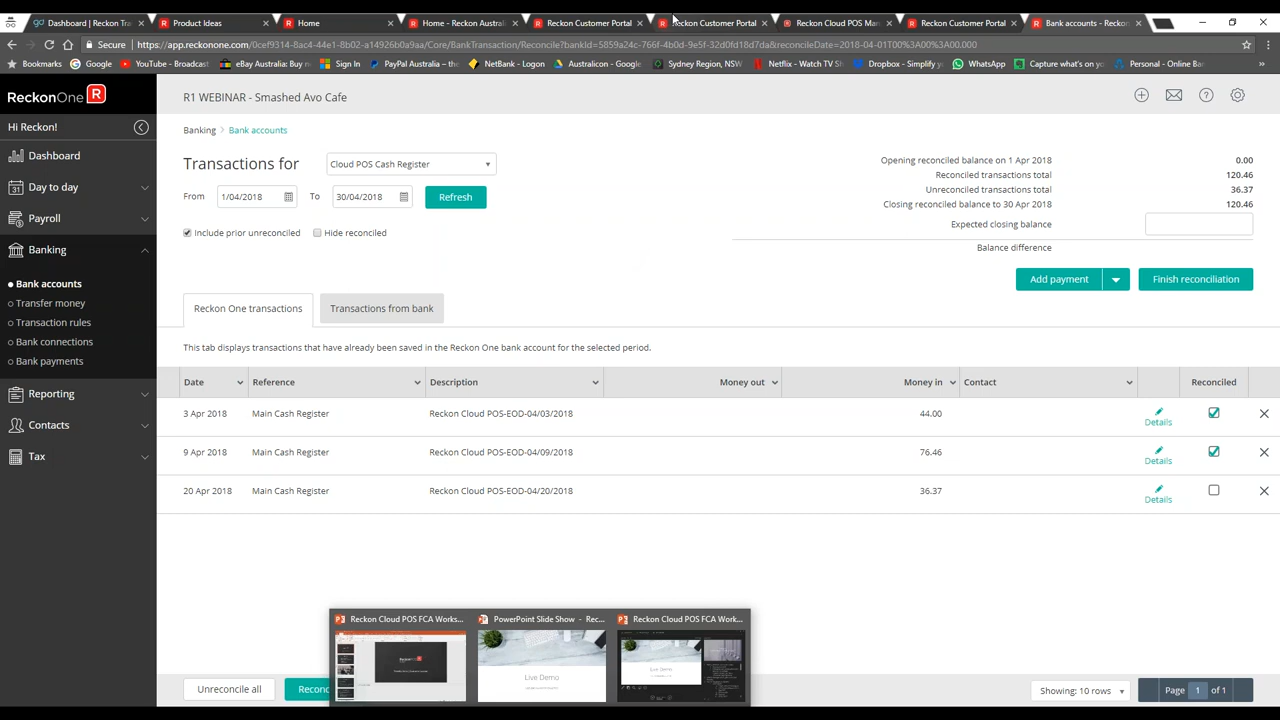 Dashboard | Reckon Tra
Product Ideas
Home
Home - Reckon Austral
Reckon Customer Portal
Reckon Customer Portal
Reckon Cloud POS Man
Reckon Customer Portal
Bank accounts - Reckon
Secure
https://app.reckonone.com/0cef9314-8ac4-44e1-8b02-a14926b0a9aa/Core/BankTransaction/Reconcile?bankId=5859a24c-766f-4b0d-9e5f-32d0fd18d7da&reconcileDate=2018-04-01T00%3A00%3A00.000
Bookmarks
Google
YouTube - Broadcast
eBay Australia: Buy n
Sign In
PayPal Australia – the
NetBank - Logon
Australicon - Google
Sydney Region, NSW
Netflix - Watch TV Sh
Dropbox - Simplify y
WhatsApp
Capture what's on yo
Personal - Online Ban
»
ReckonOne R
R1 WEBINAR - Smashed Avo Cafe
Hi Reckon!
Dashboard
Day to day
Payroll
Banking
Bank accounts
Transfer money
Transaction rules
Bank connections
Bank payments
Reporting
Contacts
Tax
Banking > Bank accounts
Transactions for
Cloud POS Cash Register
From
1/04/2018
To
30/04/2018
Refresh
Include prior unreconciled
Hide reconciled
Opening reconciled balance on 1 Apr 2018 0.00
Reconciled transactions total 120.46
Unreconciled transactions total 36.37
Closing reconciled balance to 30 Apr 2018 120.46
Expected closing balance
Balance difference
Add payment
Finish reconciliation
Reckon One transactions
Transactions from bank
This tab displays transactions that have already been saved in the Reckon One bank account for the selected period.
Date Reference Description Money out Money in Contact Reconciled
3 Apr 2018 Main Cash Register Reckon Cloud POS-EOD-04/03/2018 44.00 Details
9 Apr 2018 Main Cash Register Reckon Cloud POS-EOD-04/09/2018 76.46 Details
20 Apr 2018 Main Cash Register Reckon Cloud POS-EOD-04/20/2018 36.37 Details
Reckon Cloud POS FCA Works...
PowerPoint Slide Show - Rec...
Reckon Cloud POS FCA Work...
Live Demo
Live Demo
Unreconcile all
Reconc
Showing: 10 rows
Page 1 of 1